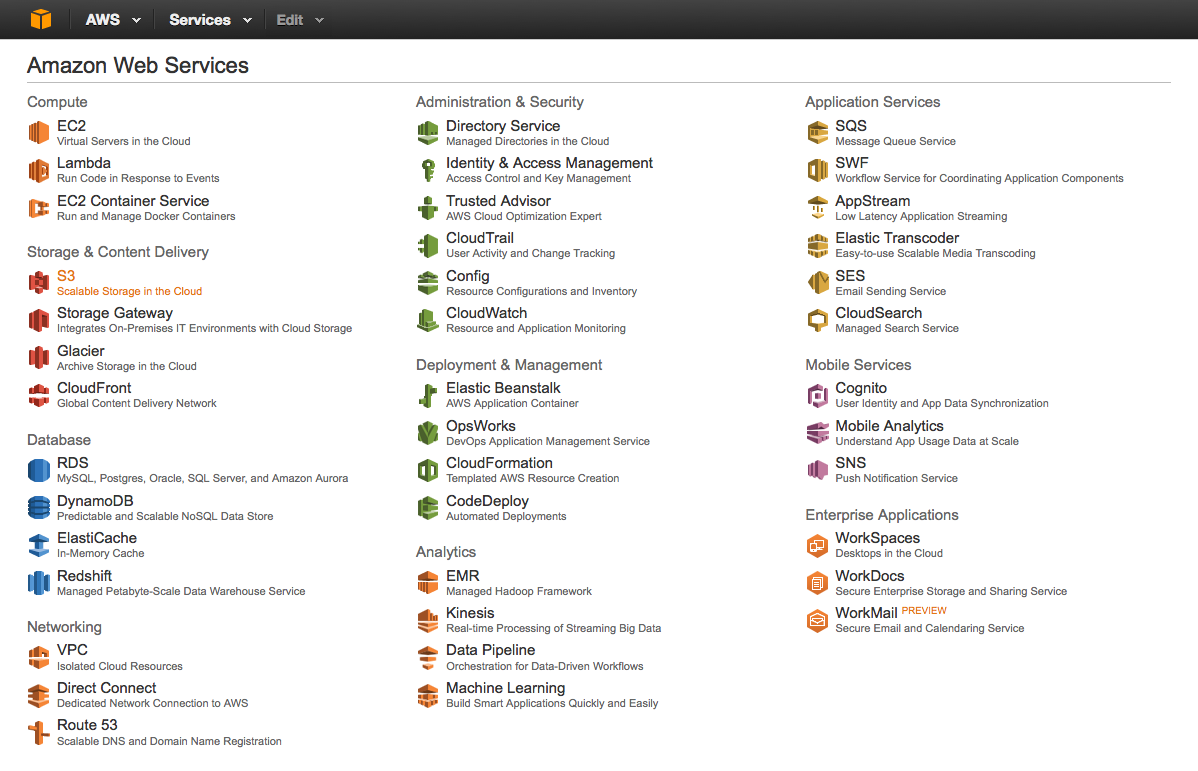 AWS
Services
Edit
Amazon Web Services
Compute
EC2
Virtual Servers in the Cloud
Lambda
Run Code in Response to Events
EC2 Container Service
Run and Manage Docker Containers
Storage & Content Delivery
S3
Scalable Storage in the Cloud
Storage Gateway
Integrates On-Premises IT Environments with Cloud Storage
Glacier
Archive Storage in the Cloud
CloudFront
Global Content Delivery Network
Database
RDS
MySQL, Postgres, Oracle, SQL Server, and Amazon Aurora
DynamoDB
Predictable and Scalable NoSQL Data Store
ElastiCache
In-Memory Cache
Redshift
Managed Petabyte-Scale Data Warehouse Service
Networking
VPC
Isolated Cloud Resources
Direct Connect
Dedicated Network Connection to AWS
Route 53
Scalable DNS and Domain Name Registration
Administration & Security
Directory Service
Managed Directories in the Cloud
Identity & Access Management
Access Control and Key Management
Trusted Advisor
AWS Cloud Optimization Expert
CloudTrail
User Activity and Change Tracking
Config
Resource Configurations and Inventory
CloudWatch
Resource and Application Monitoring
Deployment & Management
Elastic Beanstalk
AWS Application Container
OpsWorks
DevOps Application Management Service
CloudFormation
Templated AWS Resource Creation
CodeDeploy
Automated Deployments
Analytics
EMR
Managed Hadoop Framework
Kinesis
Real-time Processing of Streaming Big Data
Data Pipeline
Orchestration for Data-Driven Workflows
Machine Learning
Build Smart Applications Quickly and Easily
Application Services
SQS
Message Queue Service
SWF
Workflow Service for Coordinating Application Components
AppStream
Low Latency Application Streaming
Elastic Transcoder
Easy-to-use Scalable Media Transcoding
SES
Email Sending Service
CloudSearch
Managed Search Service
Mobile Services
Cognito
User Identity and App Data Synchronization
Mobile Analytics
Understand App Usage Data at Scale
SNS
Push Notification Service
Enterprise Applications
WorkSpaces
Desktops in the Cloud
WorkDocs
Secure Enterprise Storage and Sharing Service
WorkMail PREVIEW
Secure Email and Calendaring Service